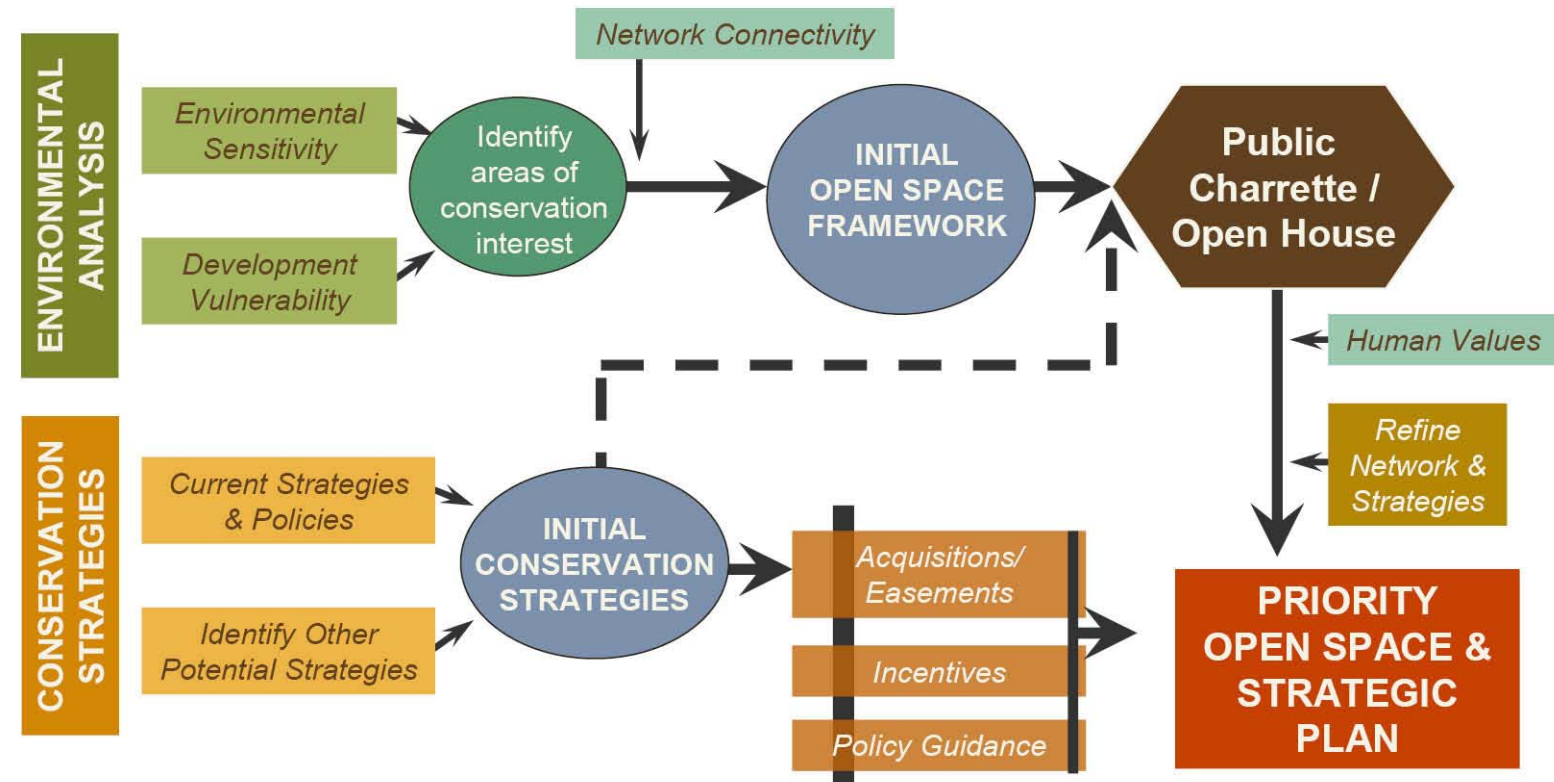 ENVIRONMENTAL
ANALYSIS
Environmental
Sensitivity
Development
Vulnerability
Identify
areas of
conservation
interest
Network Connectivity
INITIAL
OPEN SPACE
FRAMEWORK
Public
Charrette /
Open House
Human Values
Refine
Network &
Strategies
CONSERVATION
STRATEGIES
Current Strategies
& Policies
Identify Other
Potential Strategies
INITIAL
CONSERVATION
STRATEGIES
Acquisitions/
Easements
Incentives
Policy Guidance
PRIORITY
OPEN SPACE &
STRATEGIC
PLAN